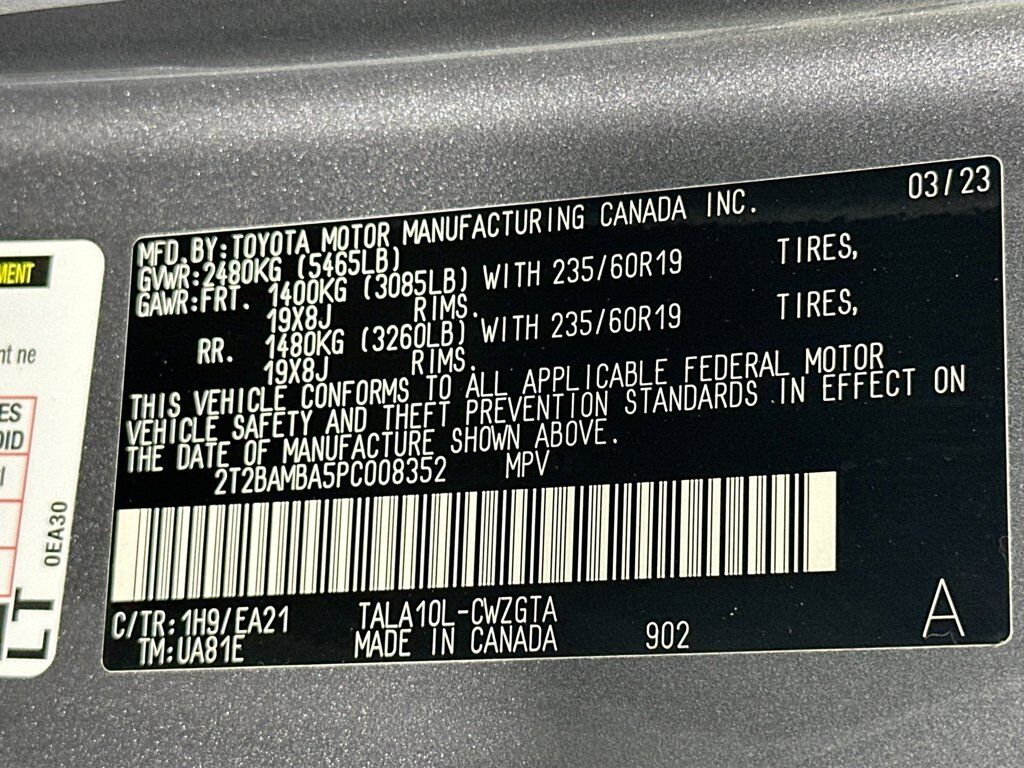 03/23
MFD.BY:TOYOTA MOTOR MANUFACTURING CANADA INC.
GVWR:2480KG (5465LB)
GAWR:FRT. 1400KG (3085LB) WITH 235/60R19 TIRES,
19X8J RIMS.
RR. 1480KG (3260LB) WITH 235/60R19 TIRES,
19X8J RIMS.
THIS VEHICLE CONFORMS TO ALL APPLICABLE FEDERAL MOTOR
VEHICLE SAFETY AND THEFT PREVENTION STANDARDS IN EFFECT ON
THE DATE OF MANUFACTURE SHOWN ABOVE.
2T2BAMBA5PC008352 MPV
C/TR:1H9/EA21 TALA10L-CWZGTA
TM:UA81E MADE IN CANADA 902
A
0EA30
LT